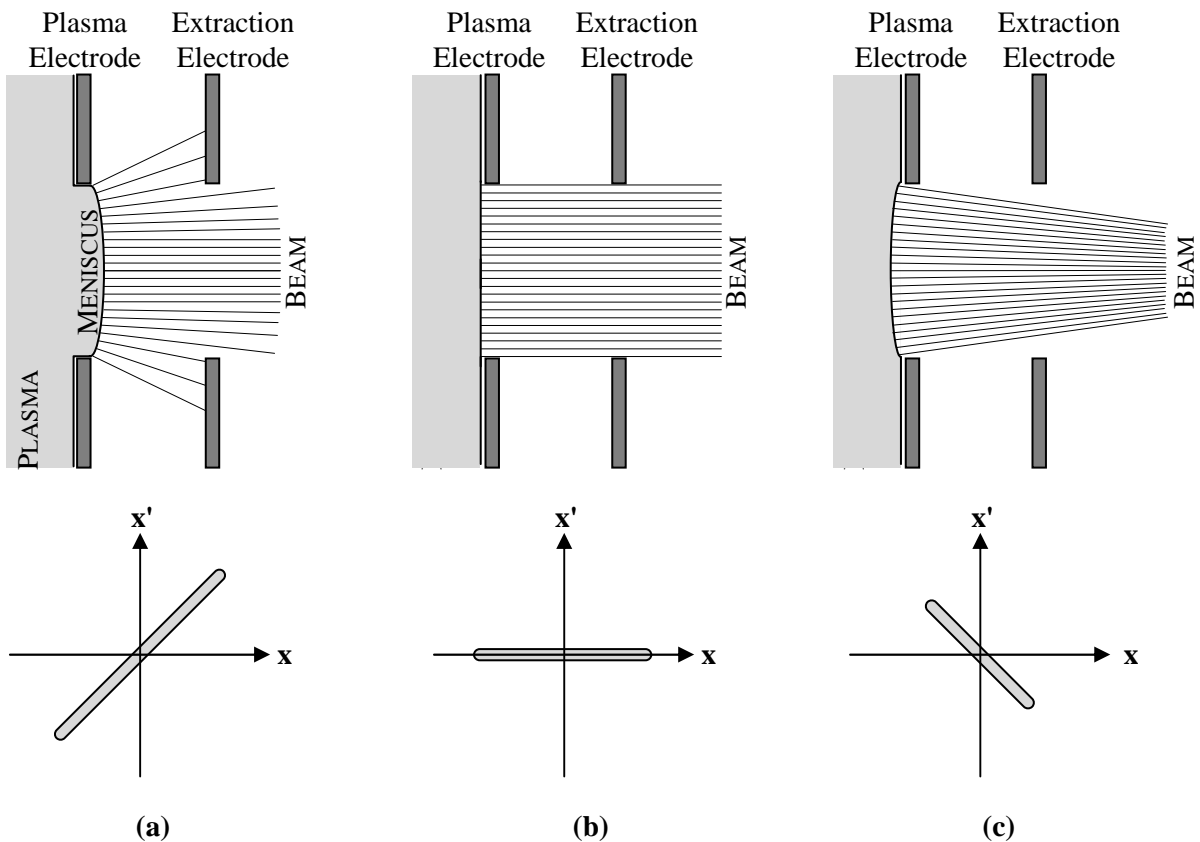 Plasma Electrode
Extraction Electrode
Plasma Electrode
Extraction Electrode
Plasma Electrode
Extraction Electrode
MENISCUS
BEAM
PLASMA
BEAM
BEAM
x'
x
x'
x
x'
x
(a)
(b)
(c)